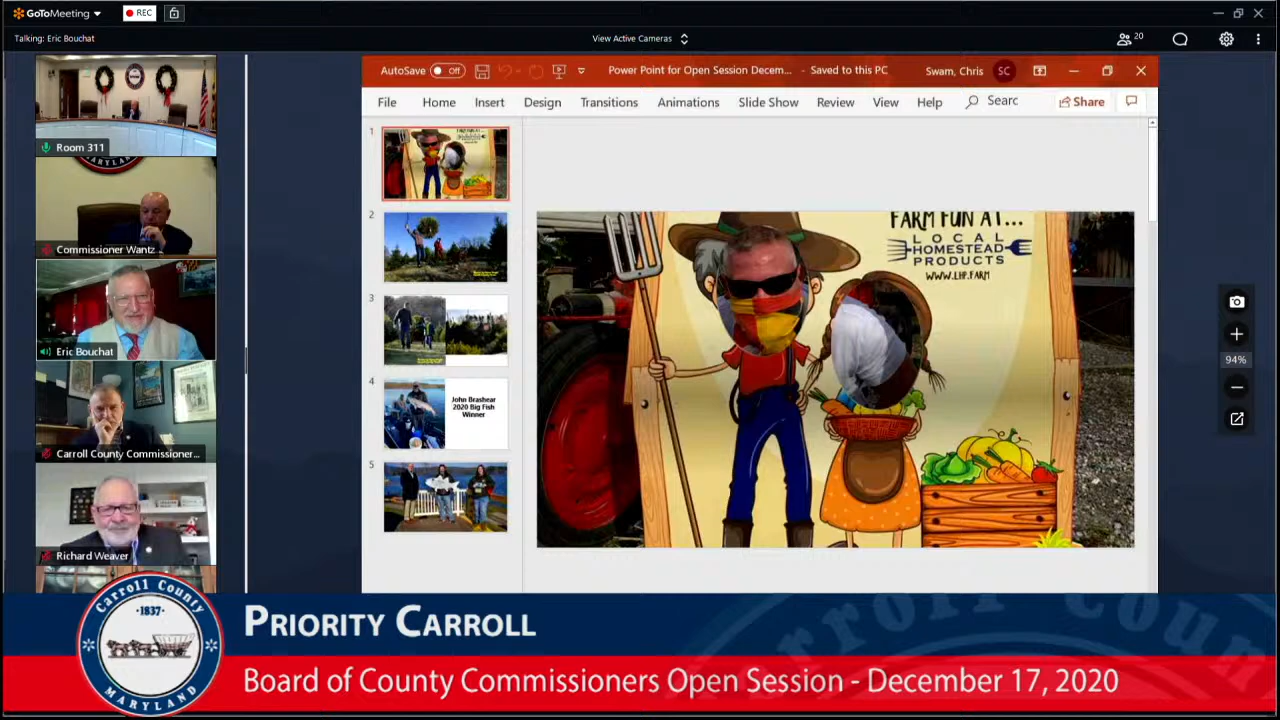 GoToMeeting
REC
Talking: Eric Bouchat
View Active Cameras
20
Room 311
Commissioner Wantz
Eric Bouchat
Carroll County Commissioner...
Richard Weaver
AutoSave
Off
Power Point for Open Session Decem...
- Saved to this PC
Swam, Chris
SC
File
Home
Insert
Design
Transitions
Animations
Slide Show
Review
View
Help
Searc
Share
1
2
3
4
John Brashear
2020 Big Fish
Winner
5
FARM FUN AT...
LOCAL
HOMESTEAD
PRODUCTS
WWW.LHP.FARM
94%
Carroll County
·1837·
MARYLAND
PRIORITY CARROLL
Board of County Commissioners Open Session - December 17, 2020